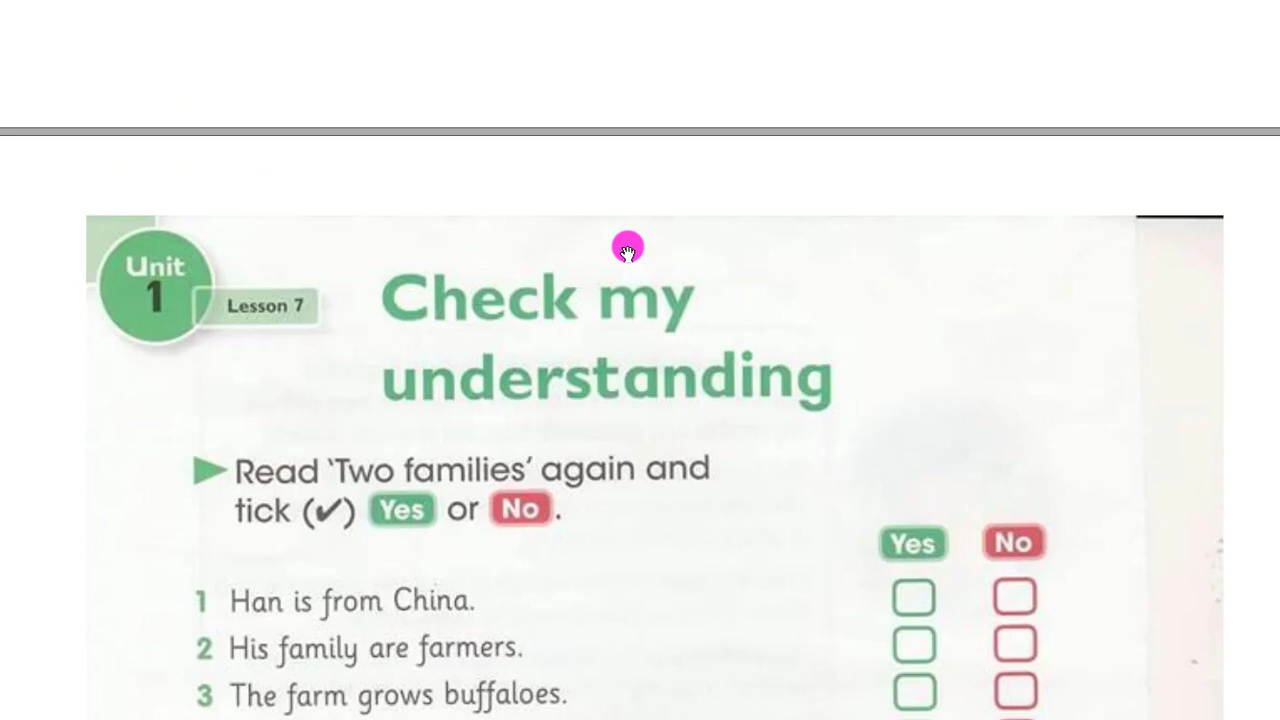 Unit
1
Lesson 7
Check my
understanding
Read ‘Two families’ again and
tick (✔) Yes or No.
Yes No
1 Han is from China.
2 His family are farmers.
3 The farm grows buffaloes.